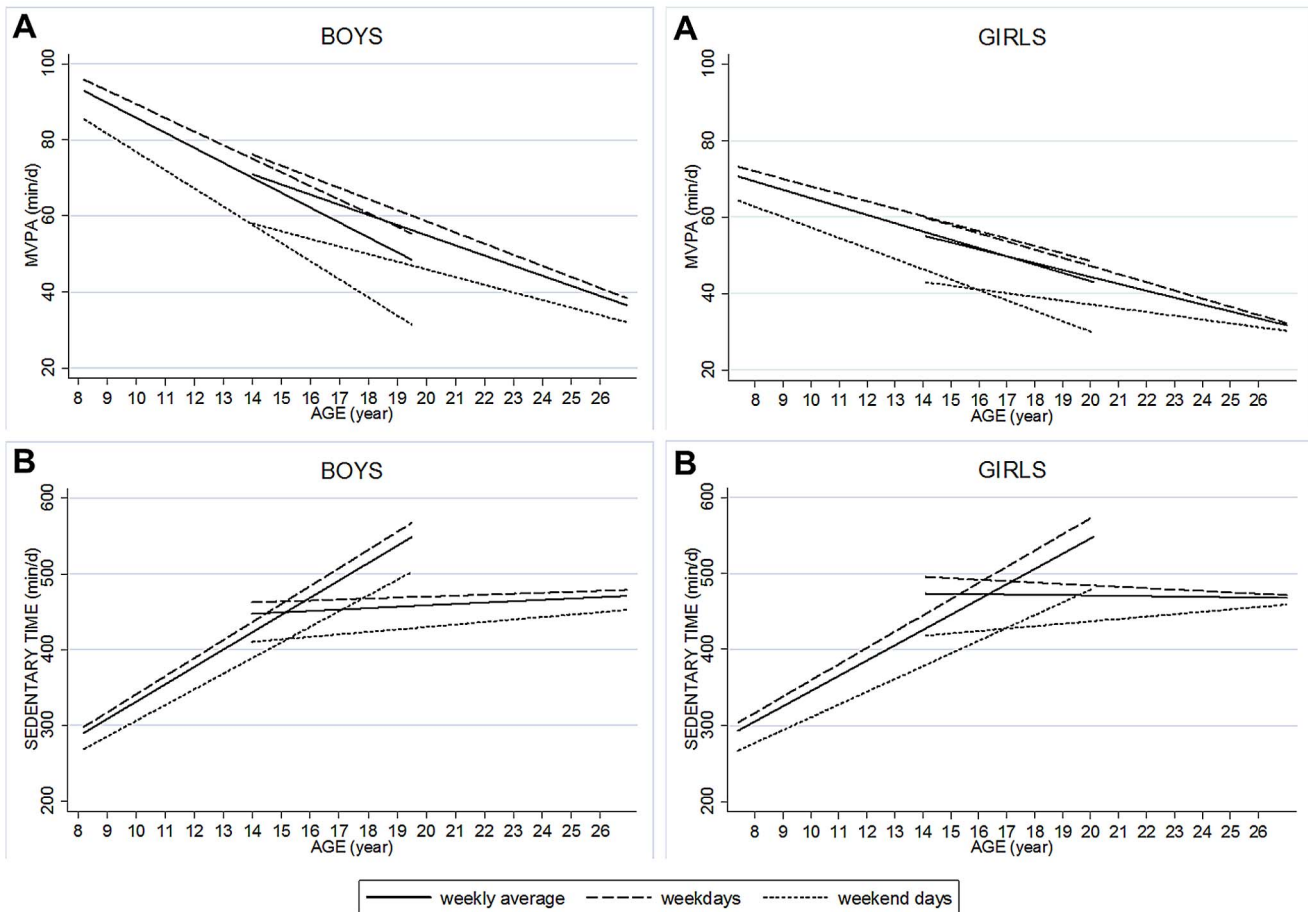 A
BOYS
MVPA (min/d)
100
80
60
40
20
8 9 10 11 12 13 14 15 16 17 18 19 20 21 22 23 24 25 26
AGE (year)
A
GIRLS
MVPA (min/d)
100
80
60
40
20
8 9 10 11 12 13 14 15 16 17 18 19 20 21 22 23 24 25 26
AGE (year)
B
BOYS
SEDENTARY TIME (min/d)
600
500
400
300
200
8 9 10 11 12 13 14 15 16 17 18 19 20 21 22 23 24 25 26
AGE (year)
B
GIRLS
SEDENTARY TIME (min/d)
600
500
400
300
200
8 9 10 11 12 13 14 15 16 17 18 19 20 21 22 23 24 25 26
AGE (year)
weekly average weekdays weekend days